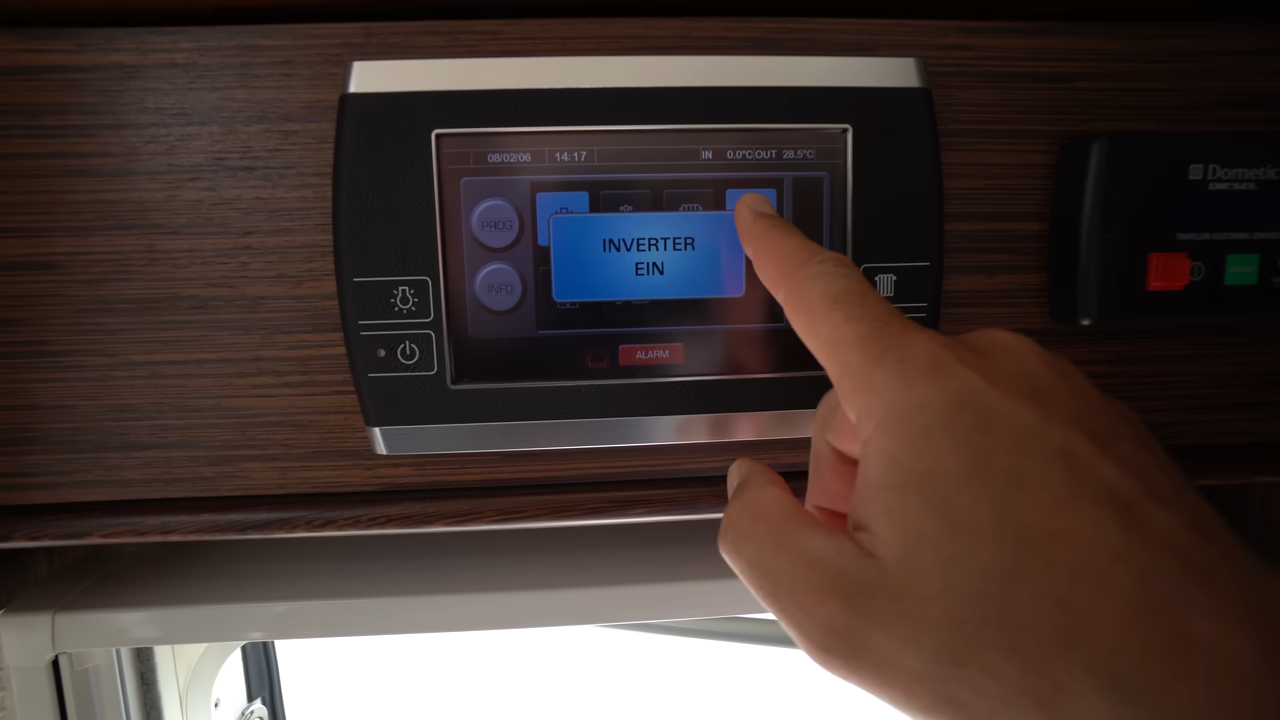 08/02/06 14:17 IN 0.0°C OUT 28.5°C
PROG
INVERTER
EIN
INFO
ALARM
Dometic
DIESEL